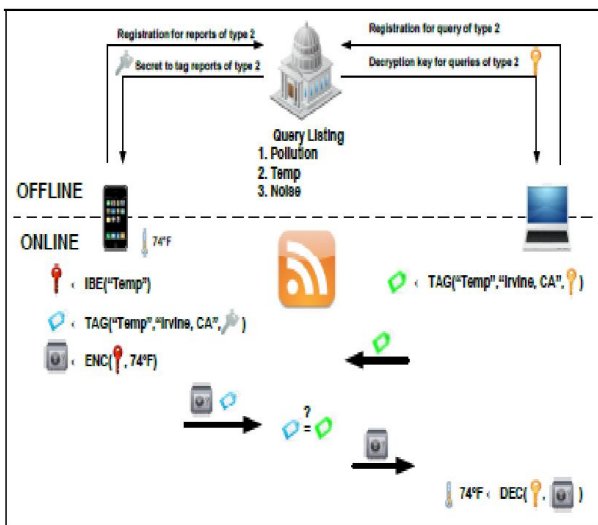 Registration for reports of type 2
Registration for query of type 2
Secret to tag reports of type 2
Decryption key for queries of type 2
Query Listing
1. Pollution
2. Temp
3. Noise
OFFLINE
ONLINE
74°F
‹ IBE("Temp")
‹ TAG("Temp","Irvine, CA", )
‹ TAG("Temp","Irvine, CA", )
‹ ENC( , 74°F)
?
=
74°F ‹ DEC( , )